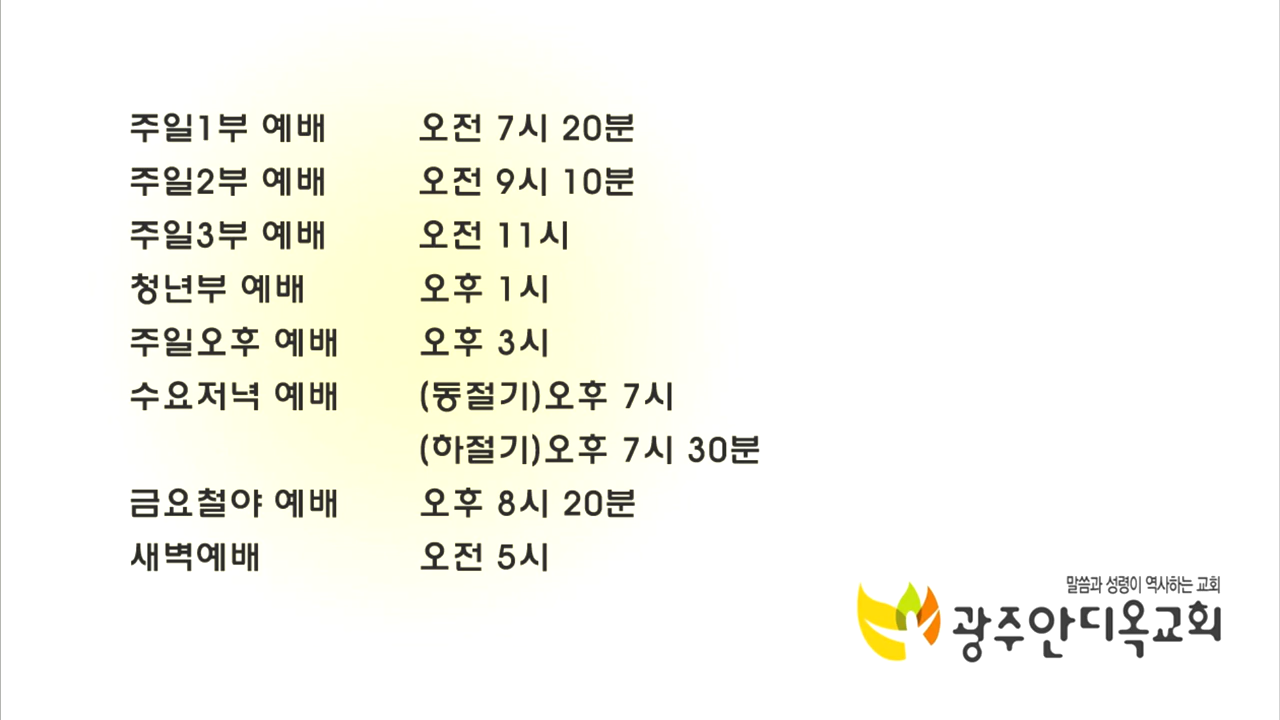 주일1부 예배 오전 7시 20분
주일2부 예배 오전 9시 10분
주일3부 예배 오전 11시
청년부 예배 오후 1시
주일오후 예배 오후 3시
수요저녁 예배 (동절기)오후 7시
(하절기)오후 7시 30분
금요철야 예배 오후 8시 20분
새벽예배 오전 5시
말씀과 성령이 역사하는 교회
광주안디옥교회